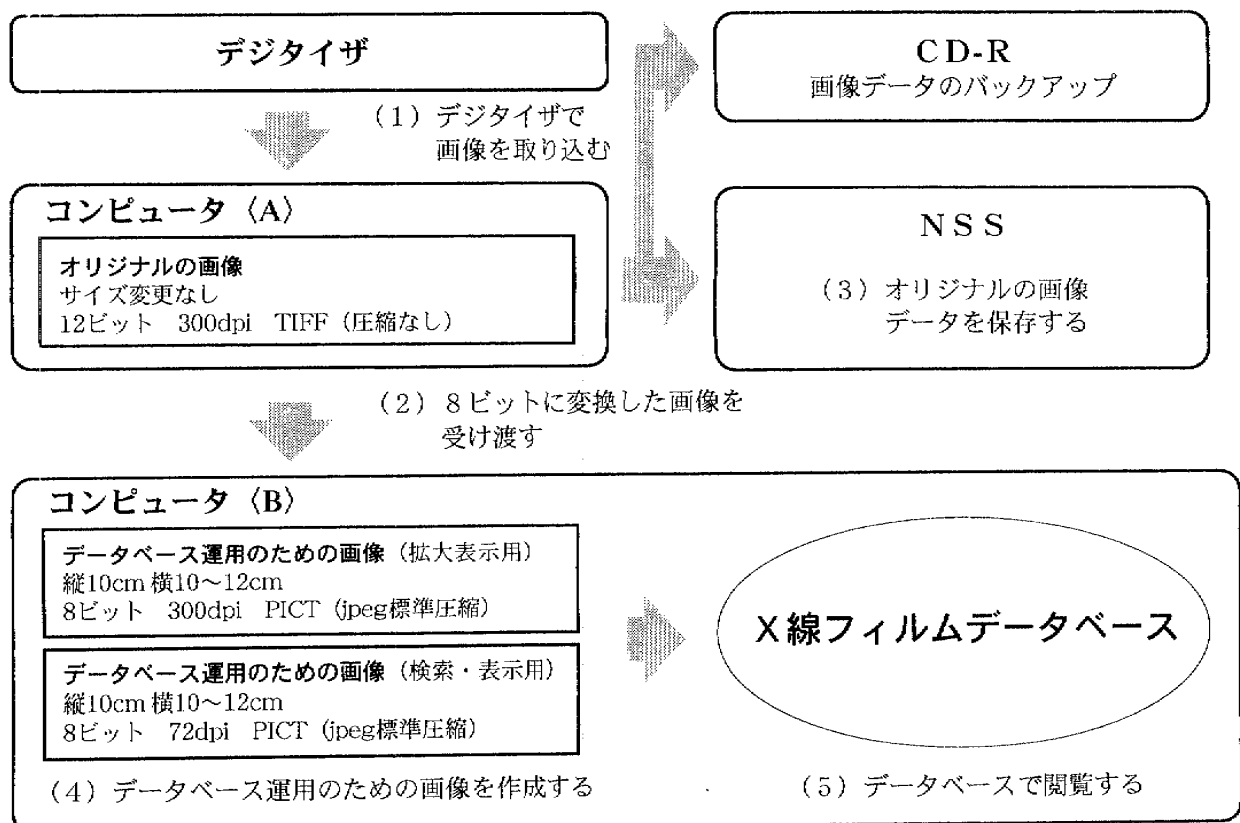 デジタイザ
(1) デジタイザで
画像を取り込む
CD-R
画像データのバックアップ
コンピュータ〈A〉
オリジナルの画像
サイズ変更なし
12ビット 300dpi TIFF (圧縮なし)
NSS
(3) オリジナルの画像
データを保存する
(2) 8ビットに変換した画像を
受け渡す
コンピュータ〈B〉
データベース運用のための画像 (拡大表示用)
縦10cm 横10〜12cm
8ビット 300dpi PICT (jpeg標準圧縮)
データベース運用のための画像 (検索・表示用)
縦10cm 横10〜12cm
8ビット 72dpi PICT (jpeg標準圧縮)
(4) データベース運用のための画像を作成する
X線フィルムデータベース
(5) データベースで閲覧する